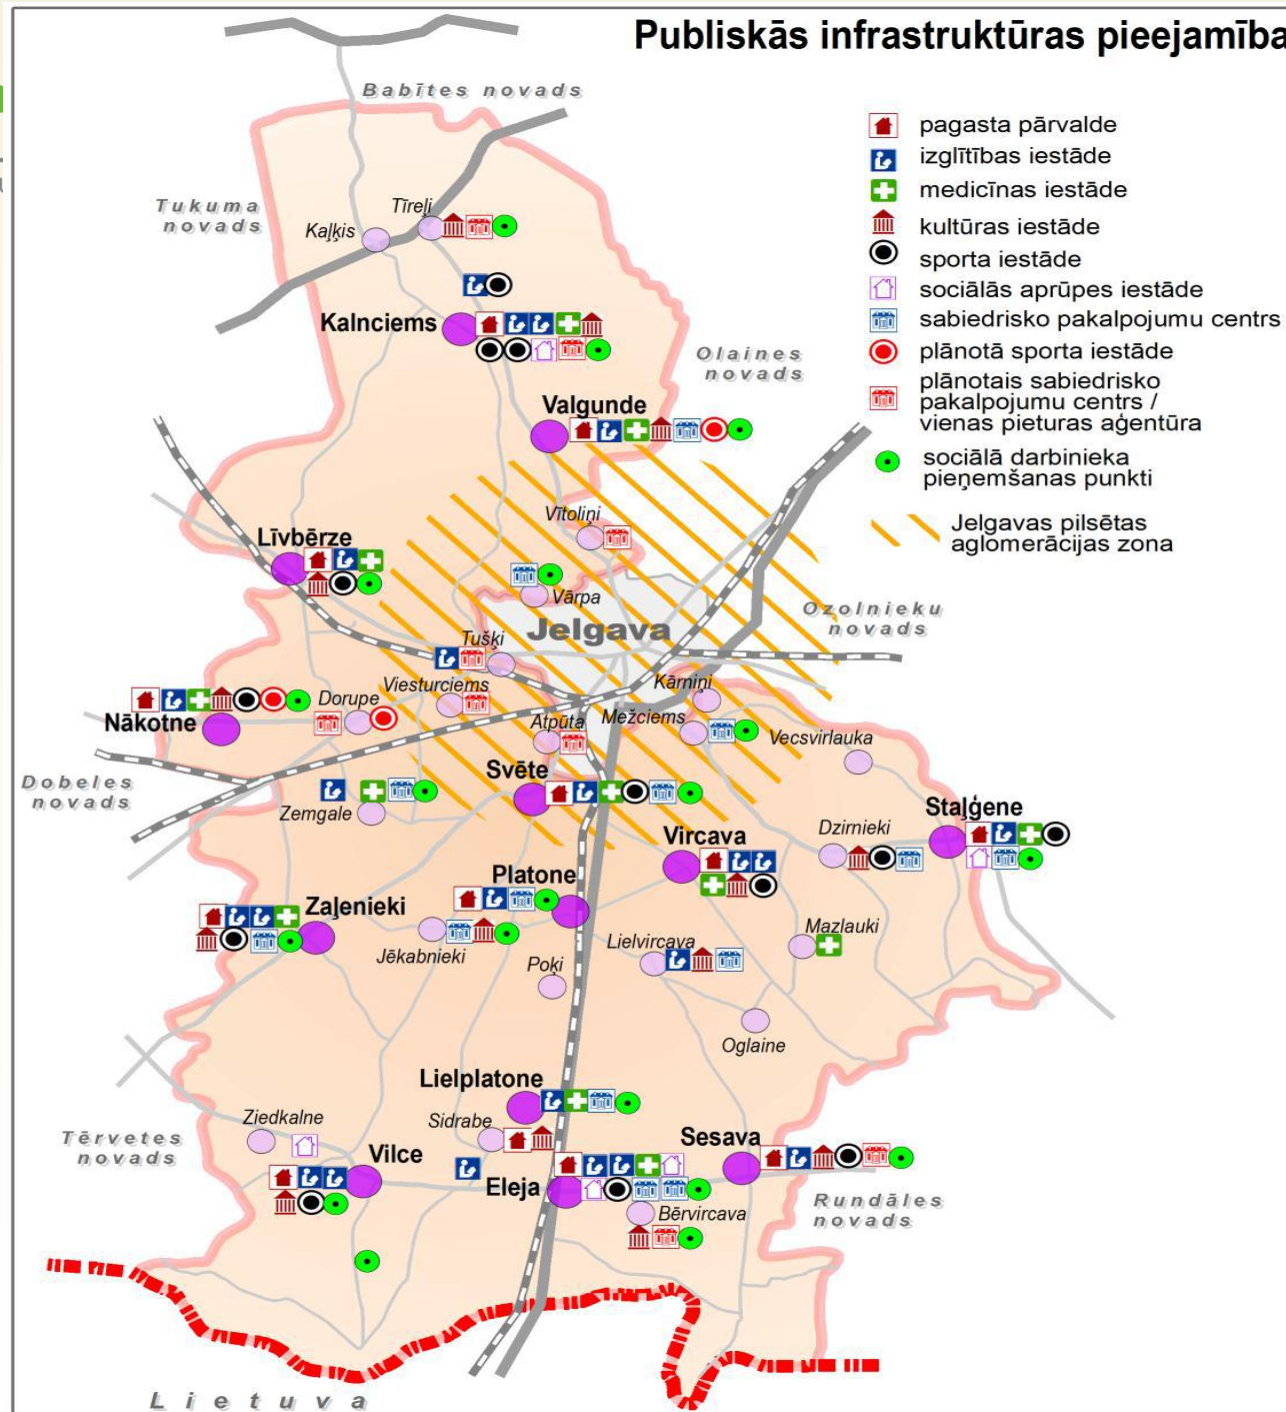 Publiskās infrastruktūras pieejamība
Babītes novads
pagasta pārvalde
izglītības iestāde
medicīnas iestāde
kultūras iestāde
sporta iestāde
sociālās aprūpes iestāde
sabiedrisko pakalpojumu centrs
plānotā sporta iestāde
plānotais sabiedrisko
pakalpojumu centrs /
vienas pieturas aģentūra
sociālā darbinieka
pieņemšanas punkti
Jelgavas pilsētas
aglomerācijas zona
Tukuma
novads
Tīreļi
Kaļķis
Kalnciems
Olaines
novads
Valgunde
Vītoliņi
Līvbērze
Vārpa
Jelgava
Ozolnieku
novads
Tušķi
Viesturciems
Kārniņi
Dorupe
Nākotne
Atpūta
Mežciems
Vecsvirlauka
Dobeles
novads
Svēte
Zemgale
Staļģene
Vircava
Dzirnieki
Platone
Zaļenieki
Jēkabnieki
Mazlauki
Lielvircava
Poķi
Oglaine
Lielplatone
Ziedkalne
Sidrabe
Tērvetes
novads
Vilce
Sesava
Eleja
Bērvircava
Rundāles
novads
Lietuva